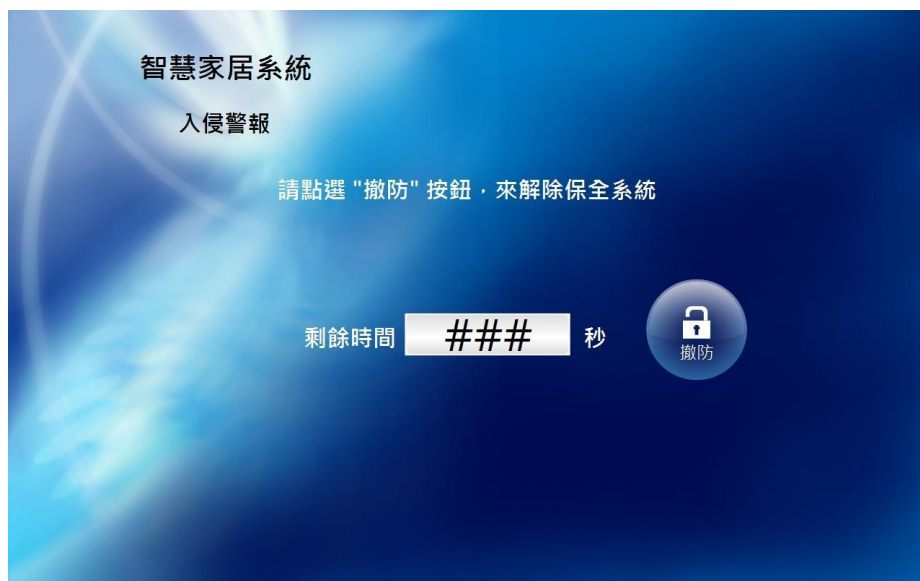 智慧家居系統
入侵警報
請點選 "撤防" 按鈕，來解除保全系統
剩餘時間 ### 秒
撤防